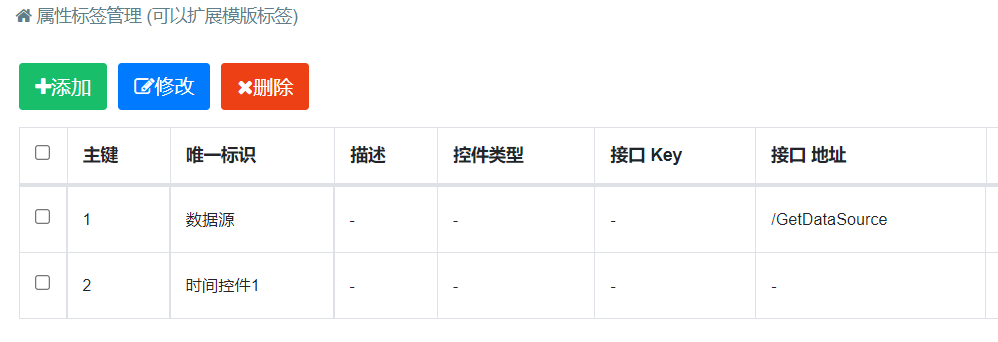 属性标签管理 (可以扩展模版标签)
添加 修改 删除
主键 唯一标识 描述 控件类型 接口 Key 接口 地址
1 数据源 - - - /GetDataSource
2 时间控件1 - - - -